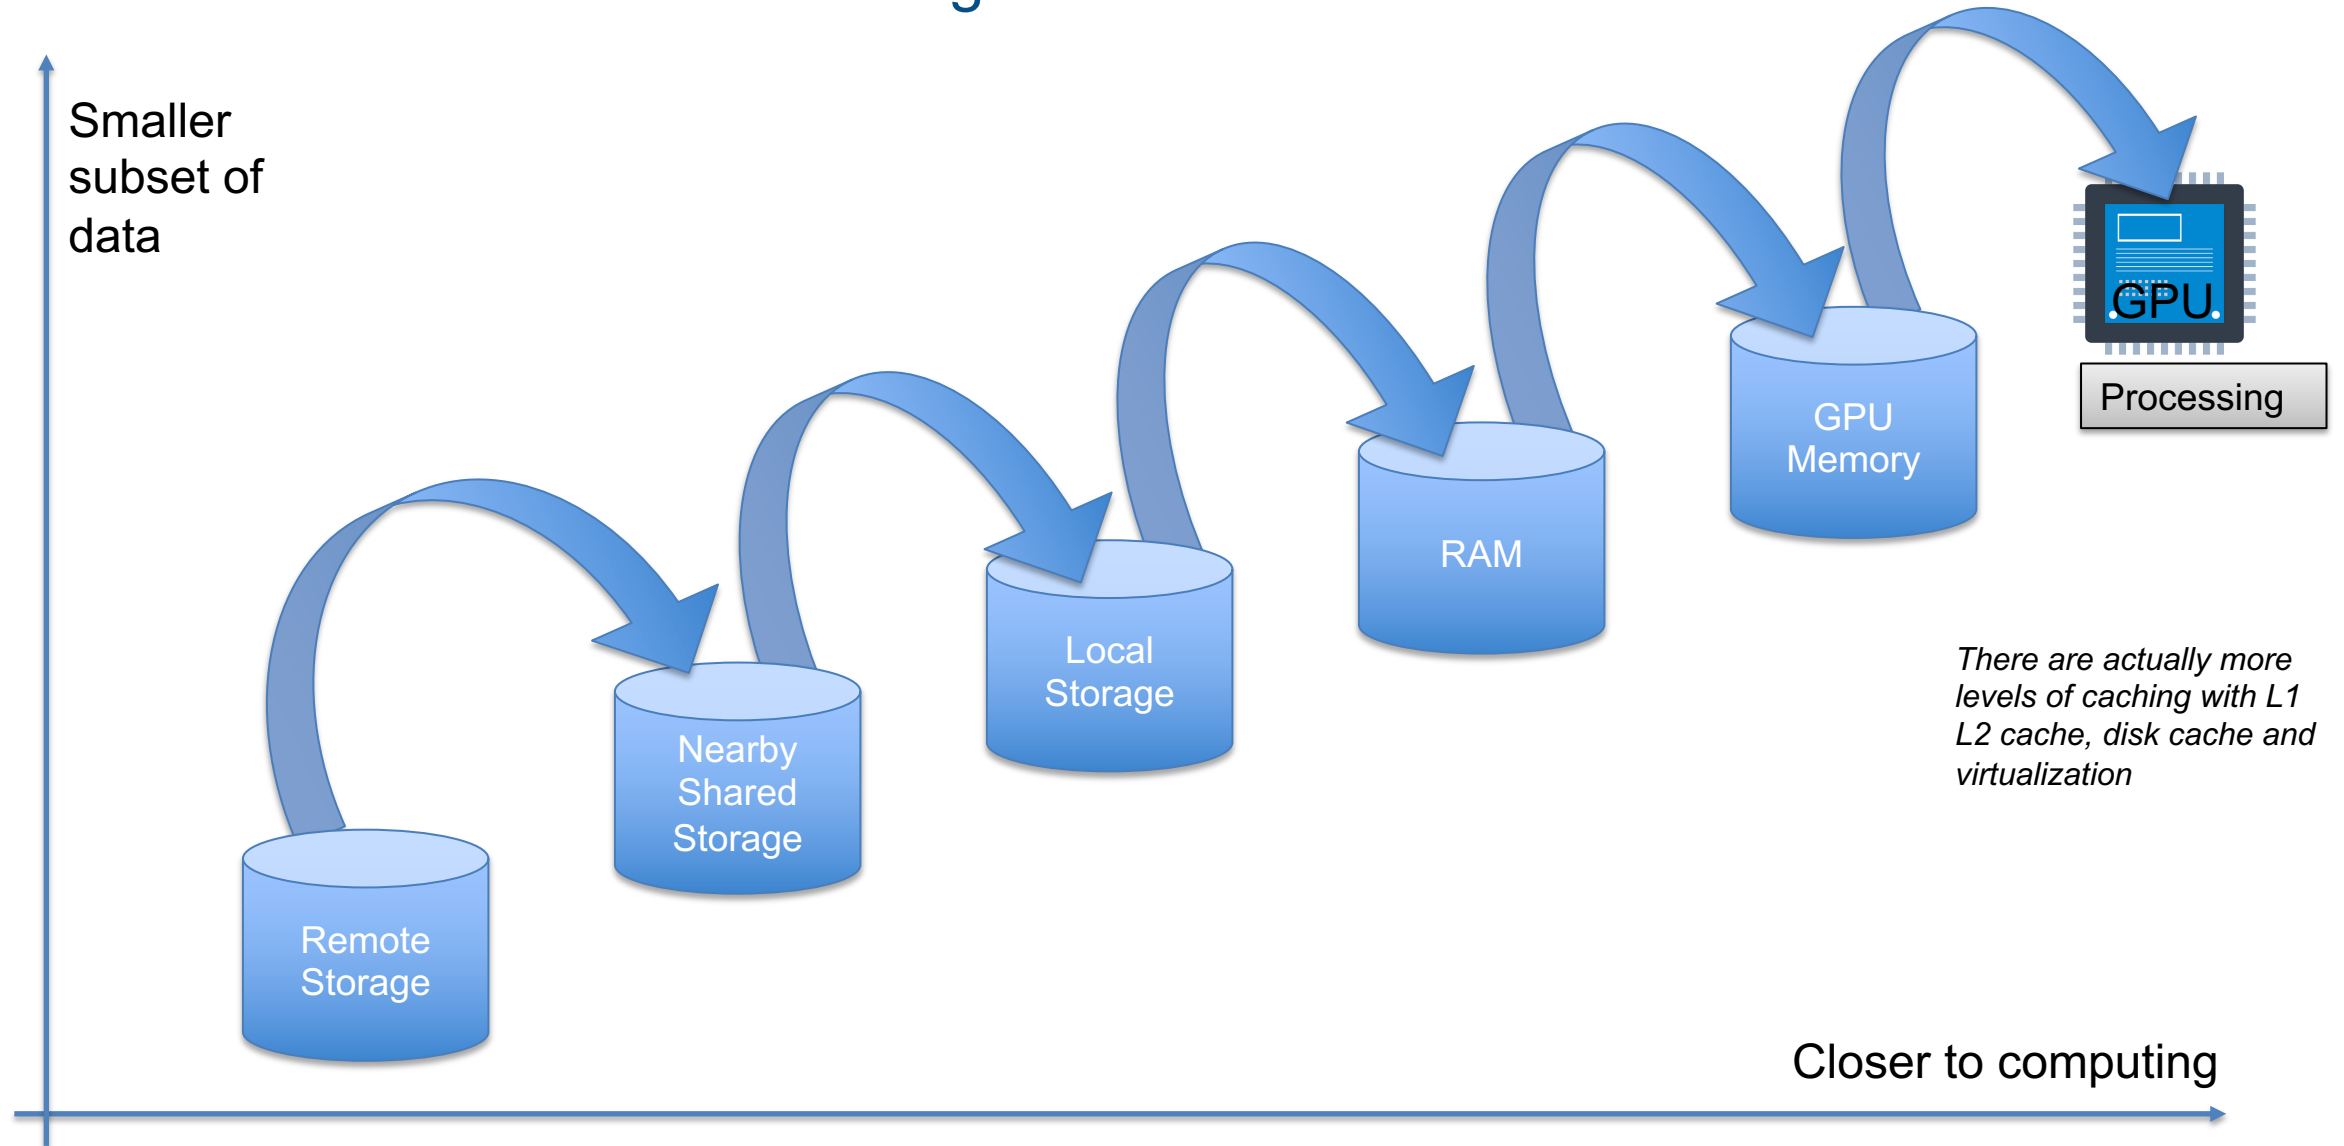 Smaller
subset of
data
GPU
Processing
GPU
Memory
RAM
Local
Storage
Nearby
Shared
Storage
Remote
Storage
There are actually more
levels of caching with L1
L2 cache, disk cache and
virtualization
Closer to computing